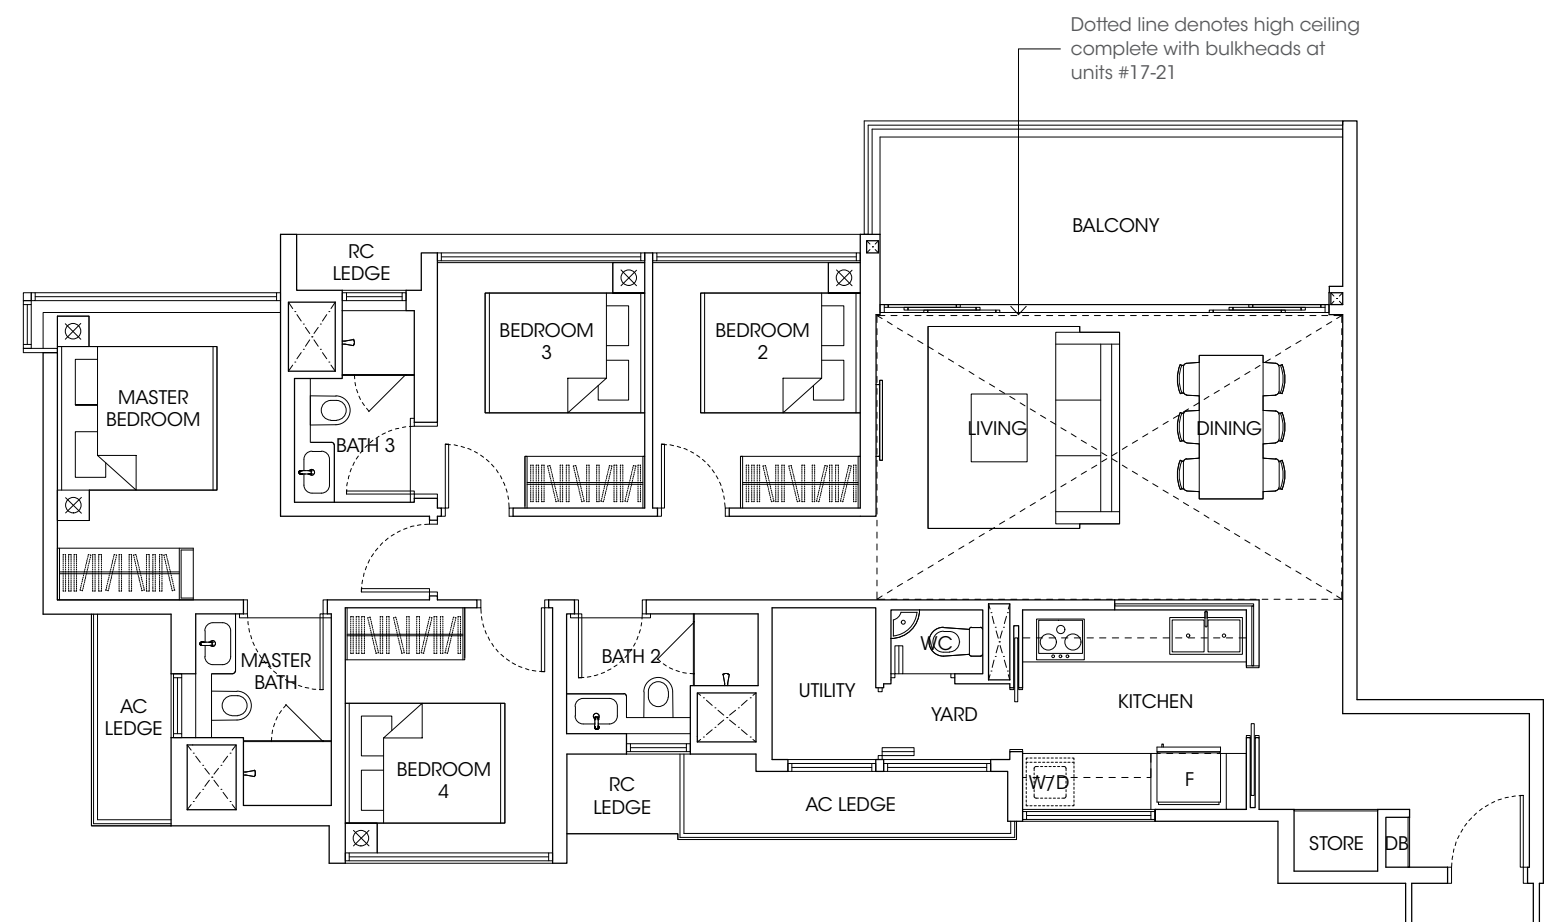 Dotted line denotes high ceiling
complete with bulkheads at
units #17-21
BALCONY
RC
LEDGE
BEDROOM
3
BEDROOM
2
MASTER
BEDROOM
BATH 3
LIVING
DINING
WC
MASTER
BATH
BATH 2
UTILITY
YARD
KITCHEN
AC
LEDGE
BEDROOM
4
RC
LEDGE
AC LEDGE
W/D
F
STORE
DB